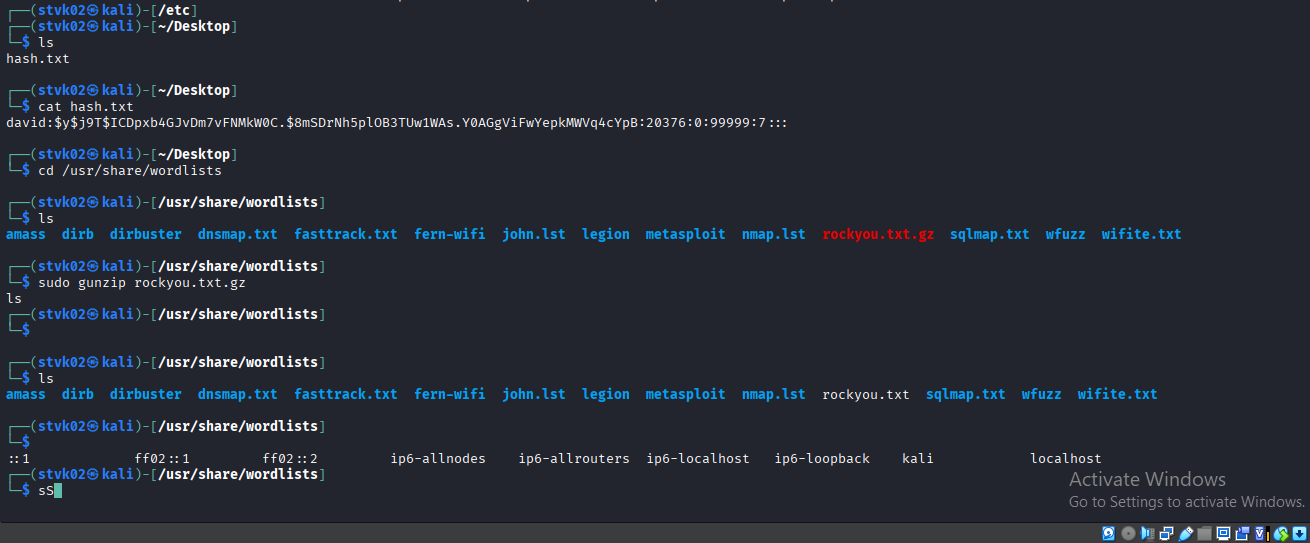 ┌──(stvk02㉿kali)-[/etc]
┌──(stvk02㉿kali)-[~/Desktop]
└─$ ls
hash.txt
┌──(stvk02㉿kali)-[~/Desktop]
└─$ cat hash.txt
david:$y$j9T$ICDpxb4GJvDm7vFNMkW0C.$8mSDrNh5plOB3TUw1WAs.Y0AGgViFwYepkMWVq4cYpB:20376:0:99999:7:::
┌──(stvk02㉿kali)-[~/Desktop]
└─$ cd /usr/share/wordlists
┌──(stvk02㉿kali)-[/usr/share/wordlists]
└─$ ls
amass dirb dirbuster dnsmap.txt fasttrack.txt fern-wifi john.lst legion metasploit nmap.lst rockyou.txt.gz sqlmap.txt wfuzz wifite.txt
┌──(stvk02㉿kali)-[/usr/share/wordlists]
└─$ sudo gunzip rockyou.txt.gz
ls
┌──(stvk02㉿kali)-[/usr/share/wordlists]
└─$
┌──(stvk02㉿kali)-[/usr/share/wordlists]
└─$ ls
amass dirb dirbuster dnsmap.txt fasttrack.txt fern-wifi john.lst legion metasploit nmap.lst rockyou.txt sqlmap.txt wfuzz wifite.txt
┌──(stvk02㉿kali)-[/usr/share/wordlists]
└─$
::1 ff02::1 ff02::2 ip6-allnodes ip6-allrouters ip6-localhost ip6-loopback kali localhost
┌──(stvk02㉿kali)-[/usr/share/wordlists]
└─$ sS
Activate Windows
Go to Settings to activate Windows.